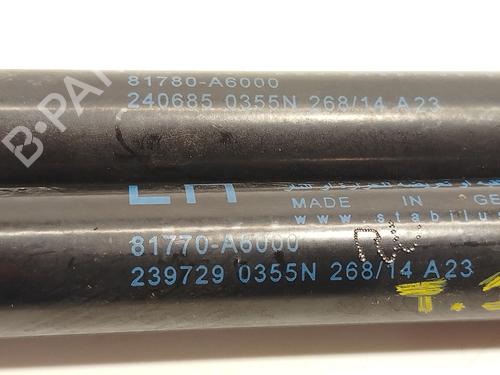 81780-A6000
240685 0355N 268/14 A23
LH
MADE IN GE
www.stabilu
81770-A6000
239729 0355N 268/14 A23
B-PA